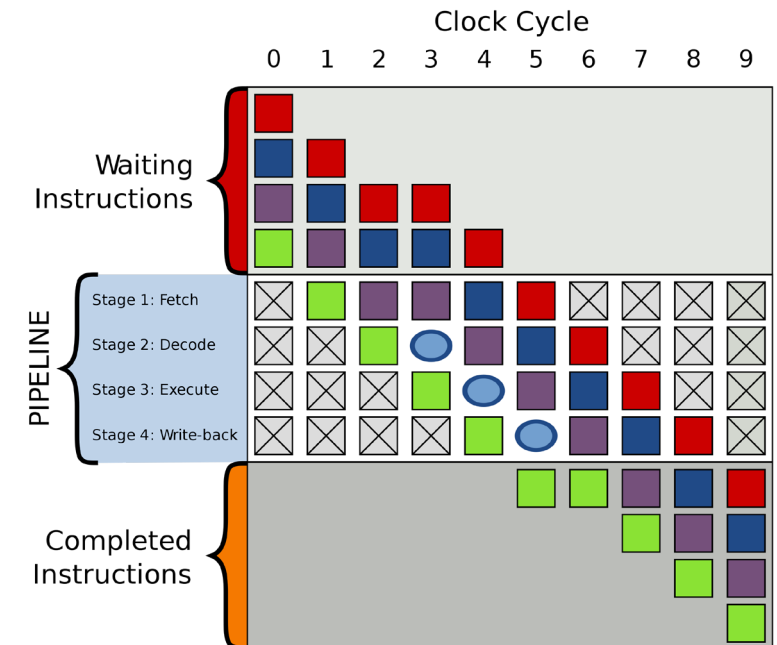 Clock Cycle
0 1 2 3 4 5 6 7 8 9
Waiting
Instructions
PIPELINE
Stage 1: Fetch
Stage 2: Decode
Stage 3: Execute
Stage 4: Write-back
Completed
Instructions